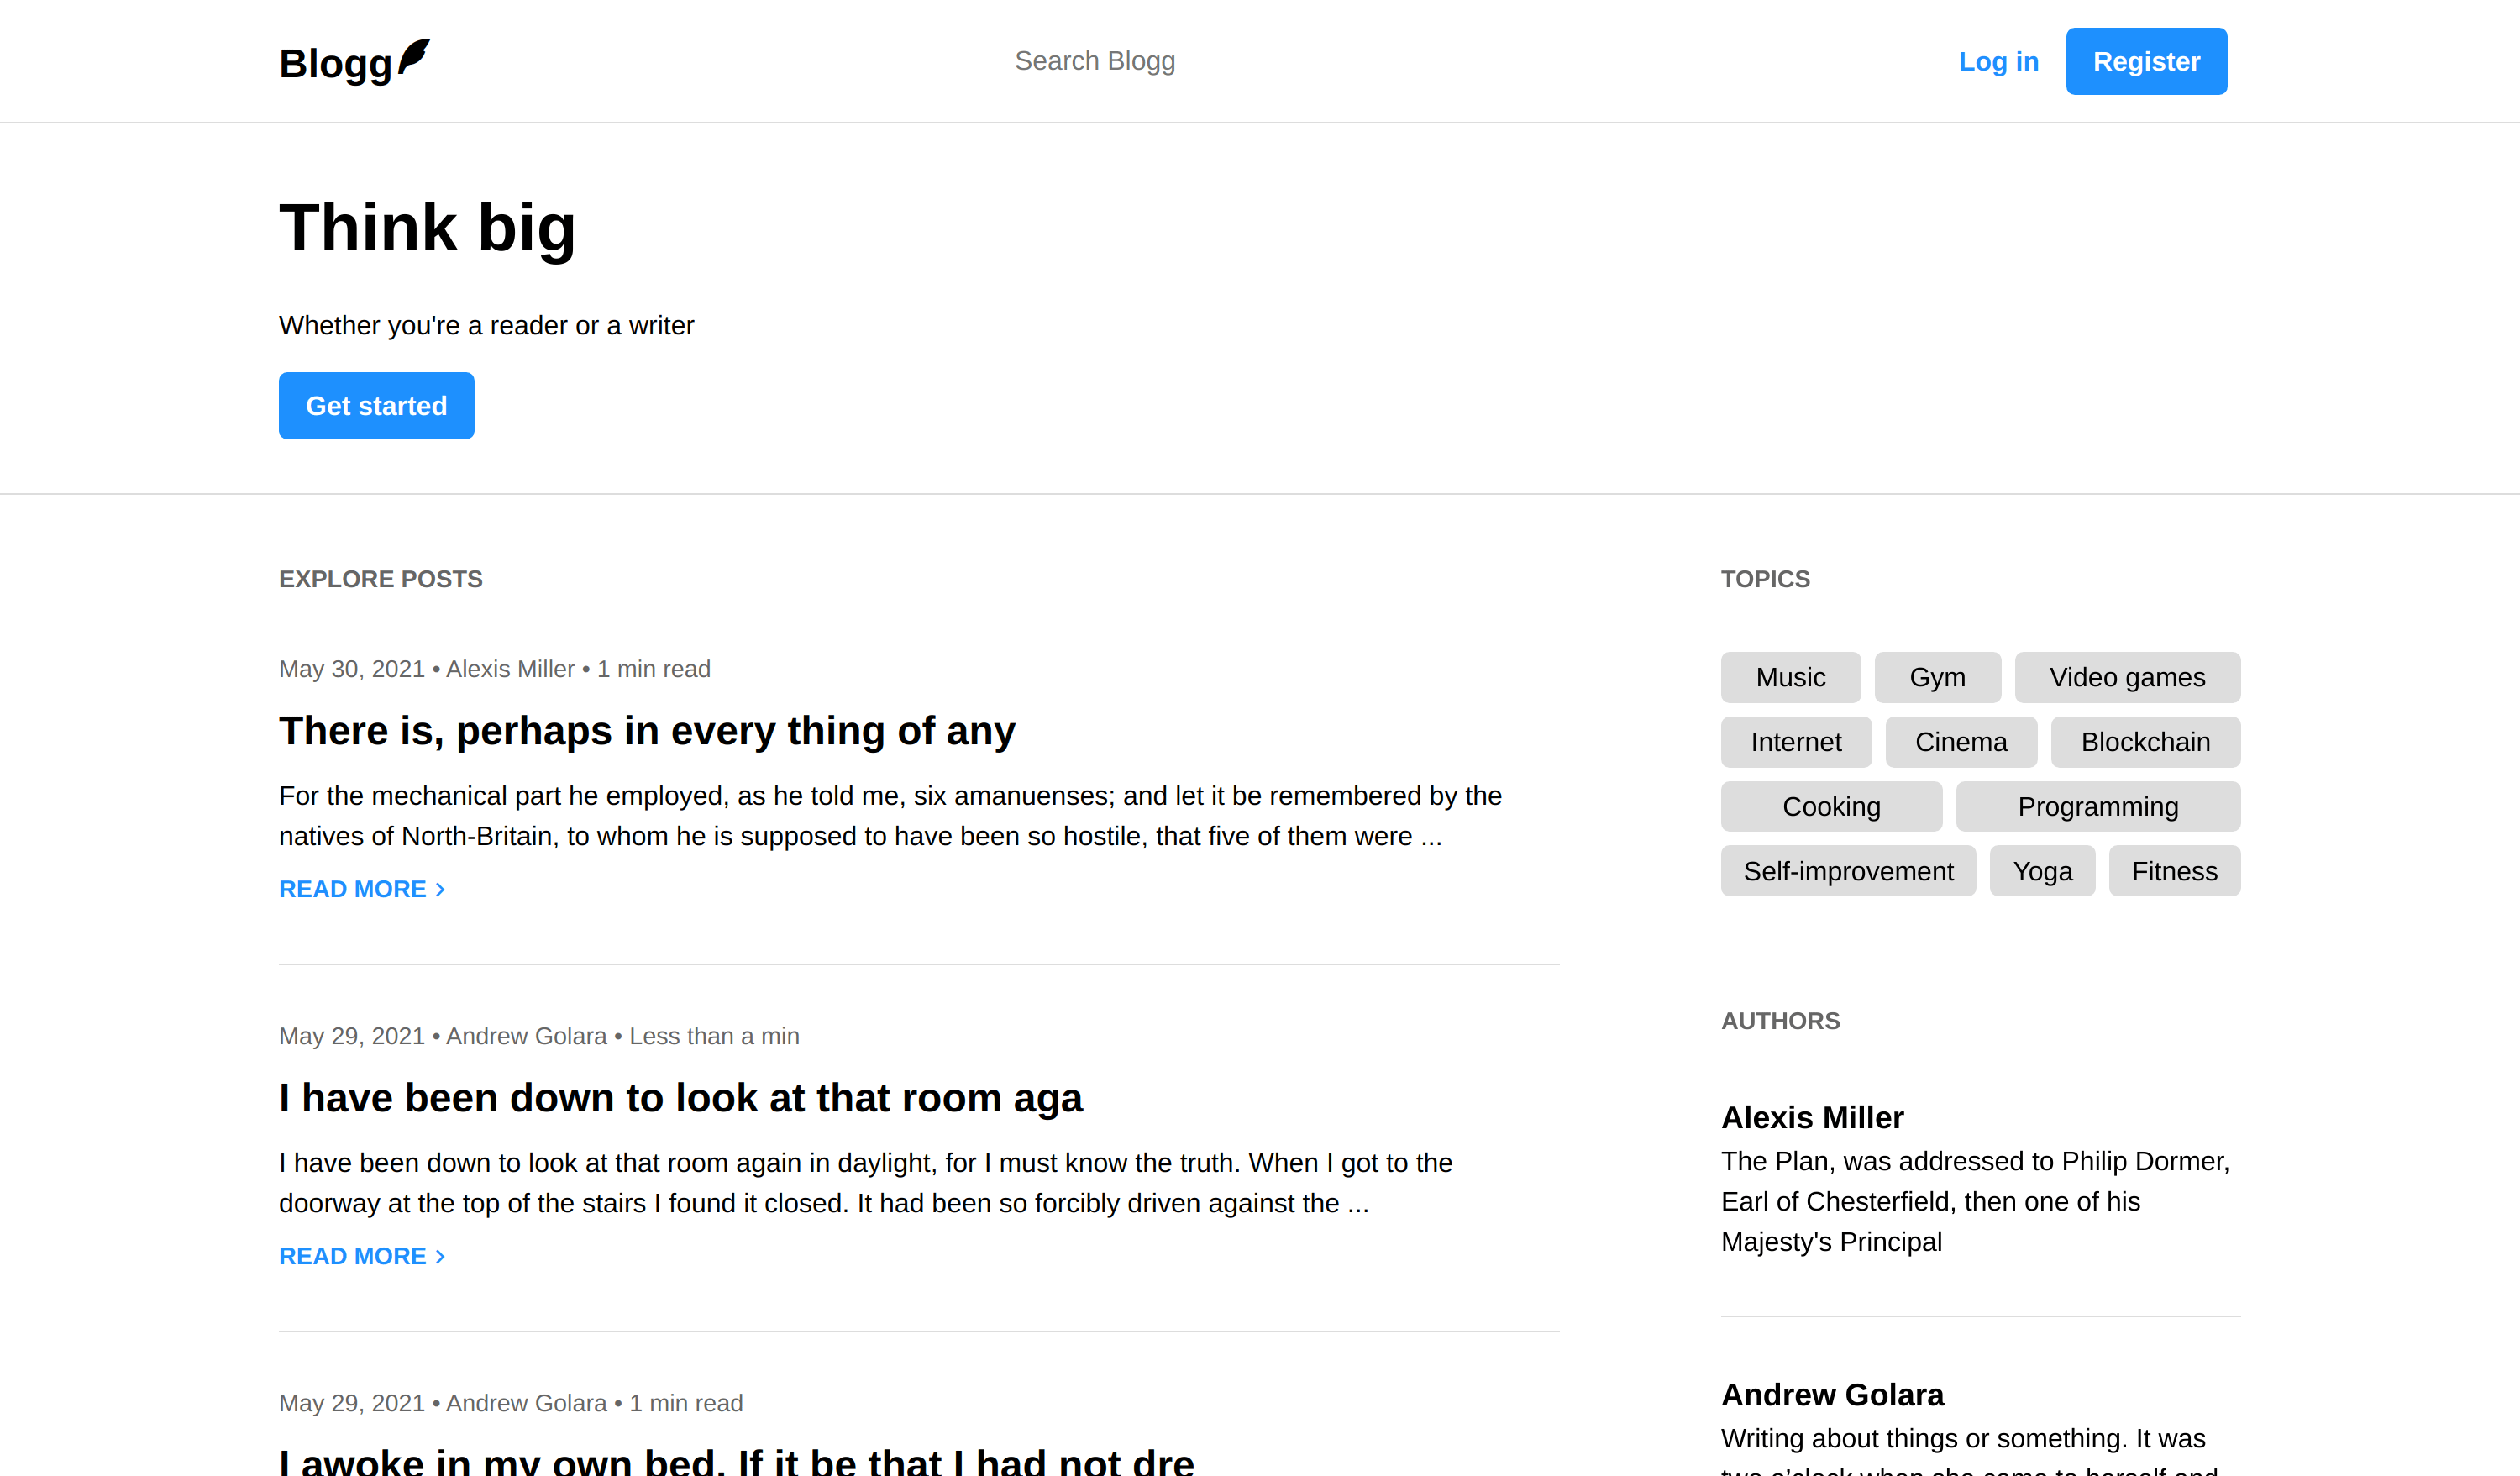 Blogg
Search Blogg
Log in
Register
Think big
Whether you're a reader or a writer
Get started
EXPLORE POSTS
May 30, 2021 • Alexis Miller • 1 min read
There is, perhaps in every thing of any
For the mechanical part he employed, as he told me, six amanuenses; and let it be remembered by the
natives of North-Britain, to whom he is supposed to have been so hostile, that five of them were ...
READ MORE
May 29, 2021 • Andrew Golara • Less than a min
I have been down to look at that room aga
I have been down to look at that room again in daylight, for I must know the truth. When I got to the
doorway at the top of the stairs I found it closed. It had been so forcibly driven against the ...
READ MORE
May 29, 2021 • Andrew Golara • 1 min read
I awoke in my own bed. If it be that I had not dre
TOPICS
Music
Gym
Video games
Internet
Cinema
Blockchain
Cooking
Programming
Self-improvement
Yoga
Fitness
AUTHORS
Alexis Miller
The Plan, was addressed to Philip Dormer,
Earl of Chesterfield, then one of his
Majesty's Principal
Andrew Golara
Writing about things or something. It was
two o'clock when she came to herself and